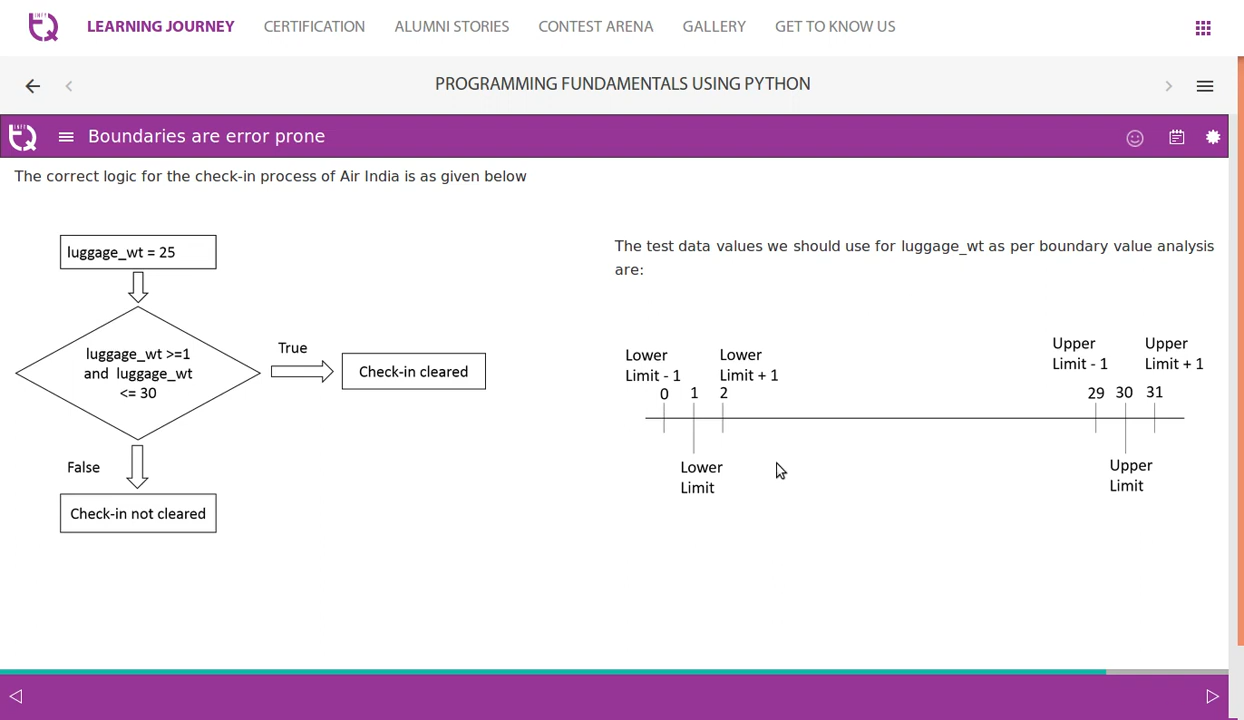 LEARNING JOURNEY CERTIFICATION ALUMNI STORIES CONTEST ARENA GALLERY GET TO KNOW US
PROGRAMMING FUNDAMENTALS USING PYTHON
Boundaries are error prone
The correct logic for the check-in process of Air India is as given below
luggage_wt = 25
luggage_wt >=1
and luggage_wt
<= 30
True
Check-in cleared
False
Check-in not cleared
The test data values we should use for luggage_wt as per boundary value analysis
are:
Lower
Limit - 1
Lower
Limit + 1
Upper
Limit - 1
Upper
Limit + 1
0 1 2 29 30 31
Lower
Limit
Upper
Limit